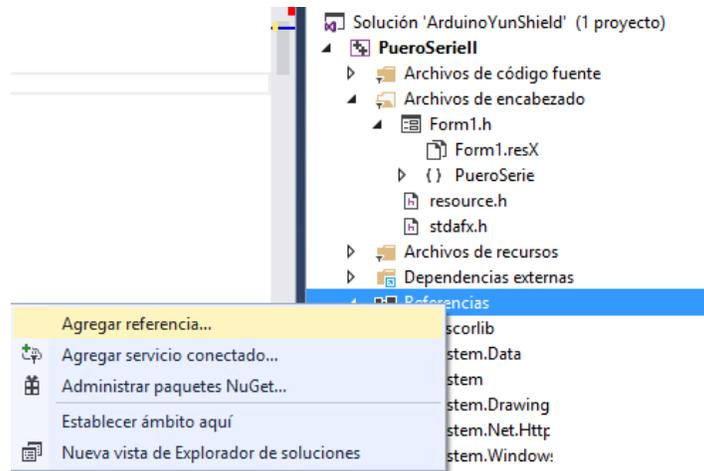 Solución 'ArduinoYunShield' (1 proyecto)
PueroSerieII
Archivos de código fuente
Archivos de encabezado
Form1.h
Form1.resX
{ } PueroSerie
resource.h
stdafx.h
Archivos de recursos
Dependencias externas
Referencias
Agregar referencia...
scorlib
Agregar servicio conectado...
stem.Data
Administrar paquetes NuGet...
stem
stem.Drawing
Establecer ámbito aquí
stem.Net.Http
Nueva vista de Explorador de soluciones
stem.Windows